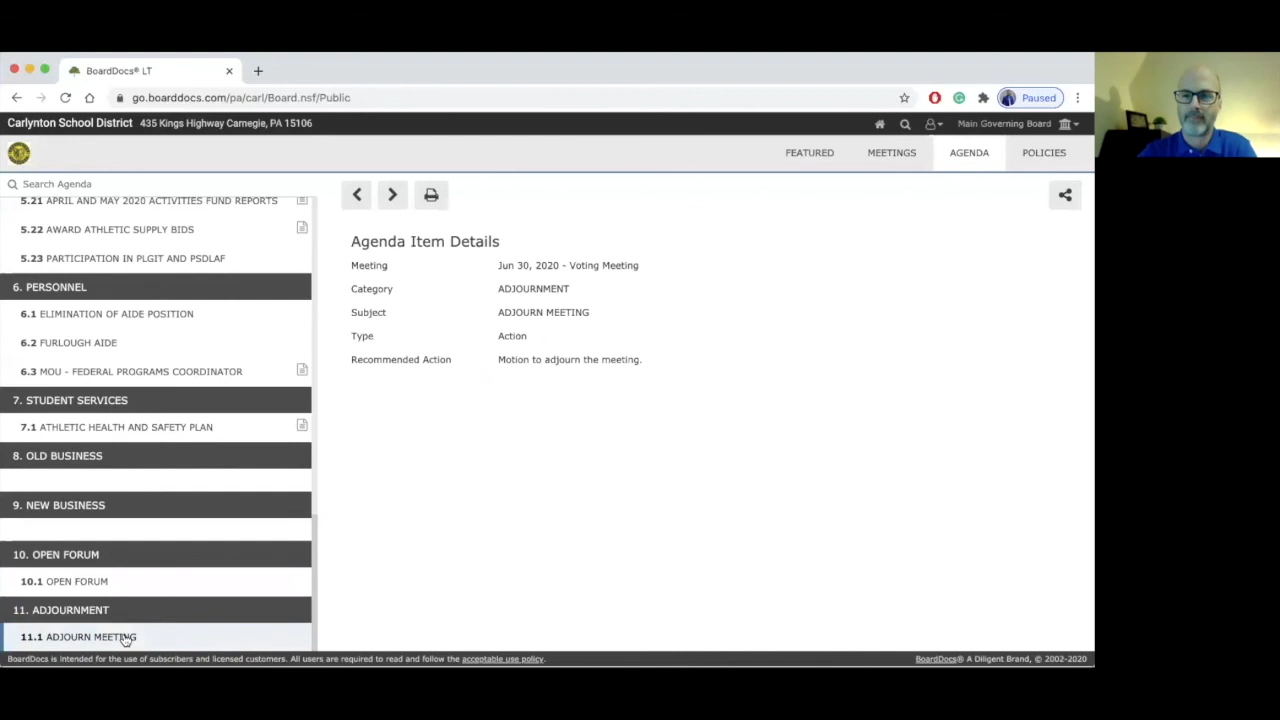 BoardDocs® LT
go.boarddocs.com/pa/carl/Board.nsf/Public
Paused
Carlynton School District 435 Kings Highway Carnegie, PA 15106
Main Governing Board
FEATURED MEETINGS AGENDA POLICIES
Search Agenda
5.21 APRIL AND MAY 2020 ACTIVITIES FUND REPORTS
5.22 AWARD ATHLETIC SUPPLY BIDS
5.23 PARTICIPATION IN PLGIT AND PSDLAF
6. PERSONNEL
6.1 ELIMINATION OF AIDE POSITION
6.2 FURLOUGH AIDE
6.3 MOU - FEDERAL PROGRAMS COORDINATOR
7. STUDENT SERVICES
7.1 ATHLETIC HEALTH AND SAFETY PLAN
8. OLD BUSINESS
9. NEW BUSINESS
10. OPEN FORUM
10.1 OPEN FORUM
11. ADJOURNMENT
11.1 ADJOURN MEETING
Agenda Item Details
Meeting Jun 30, 2020 - Voting Meeting
Category ADJOURNMENT
Subject ADJOURN MEETING
Type Action
Recommended Action Motion to adjourn the meeting.
BoardDocs is intended for the use of subscribers and licensed customers. All users are required to read and follow the acceptable use policy.
BoardDocs® A Diligent Brand, © 2002-2020